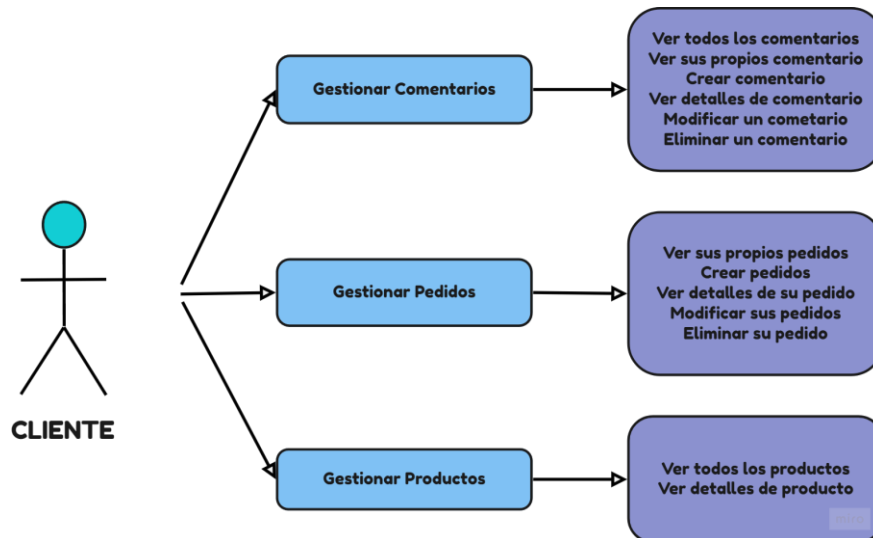 Gestionar Comentarios
Ver todos los comentarios
Ver sus propios comentario
Crear comentario
Ver detalles de comentario
Modificar un cometario
Eliminar un comentario
Gestionar Pedidos
Ver sus propios pedidos
Crear pedidos
Ver detalles de su pedido
Modificar sus pedidos
Eliminar su pedido
CLIENTE
Gestionar Productos
Ver todos los productos
Ver detalles de producto